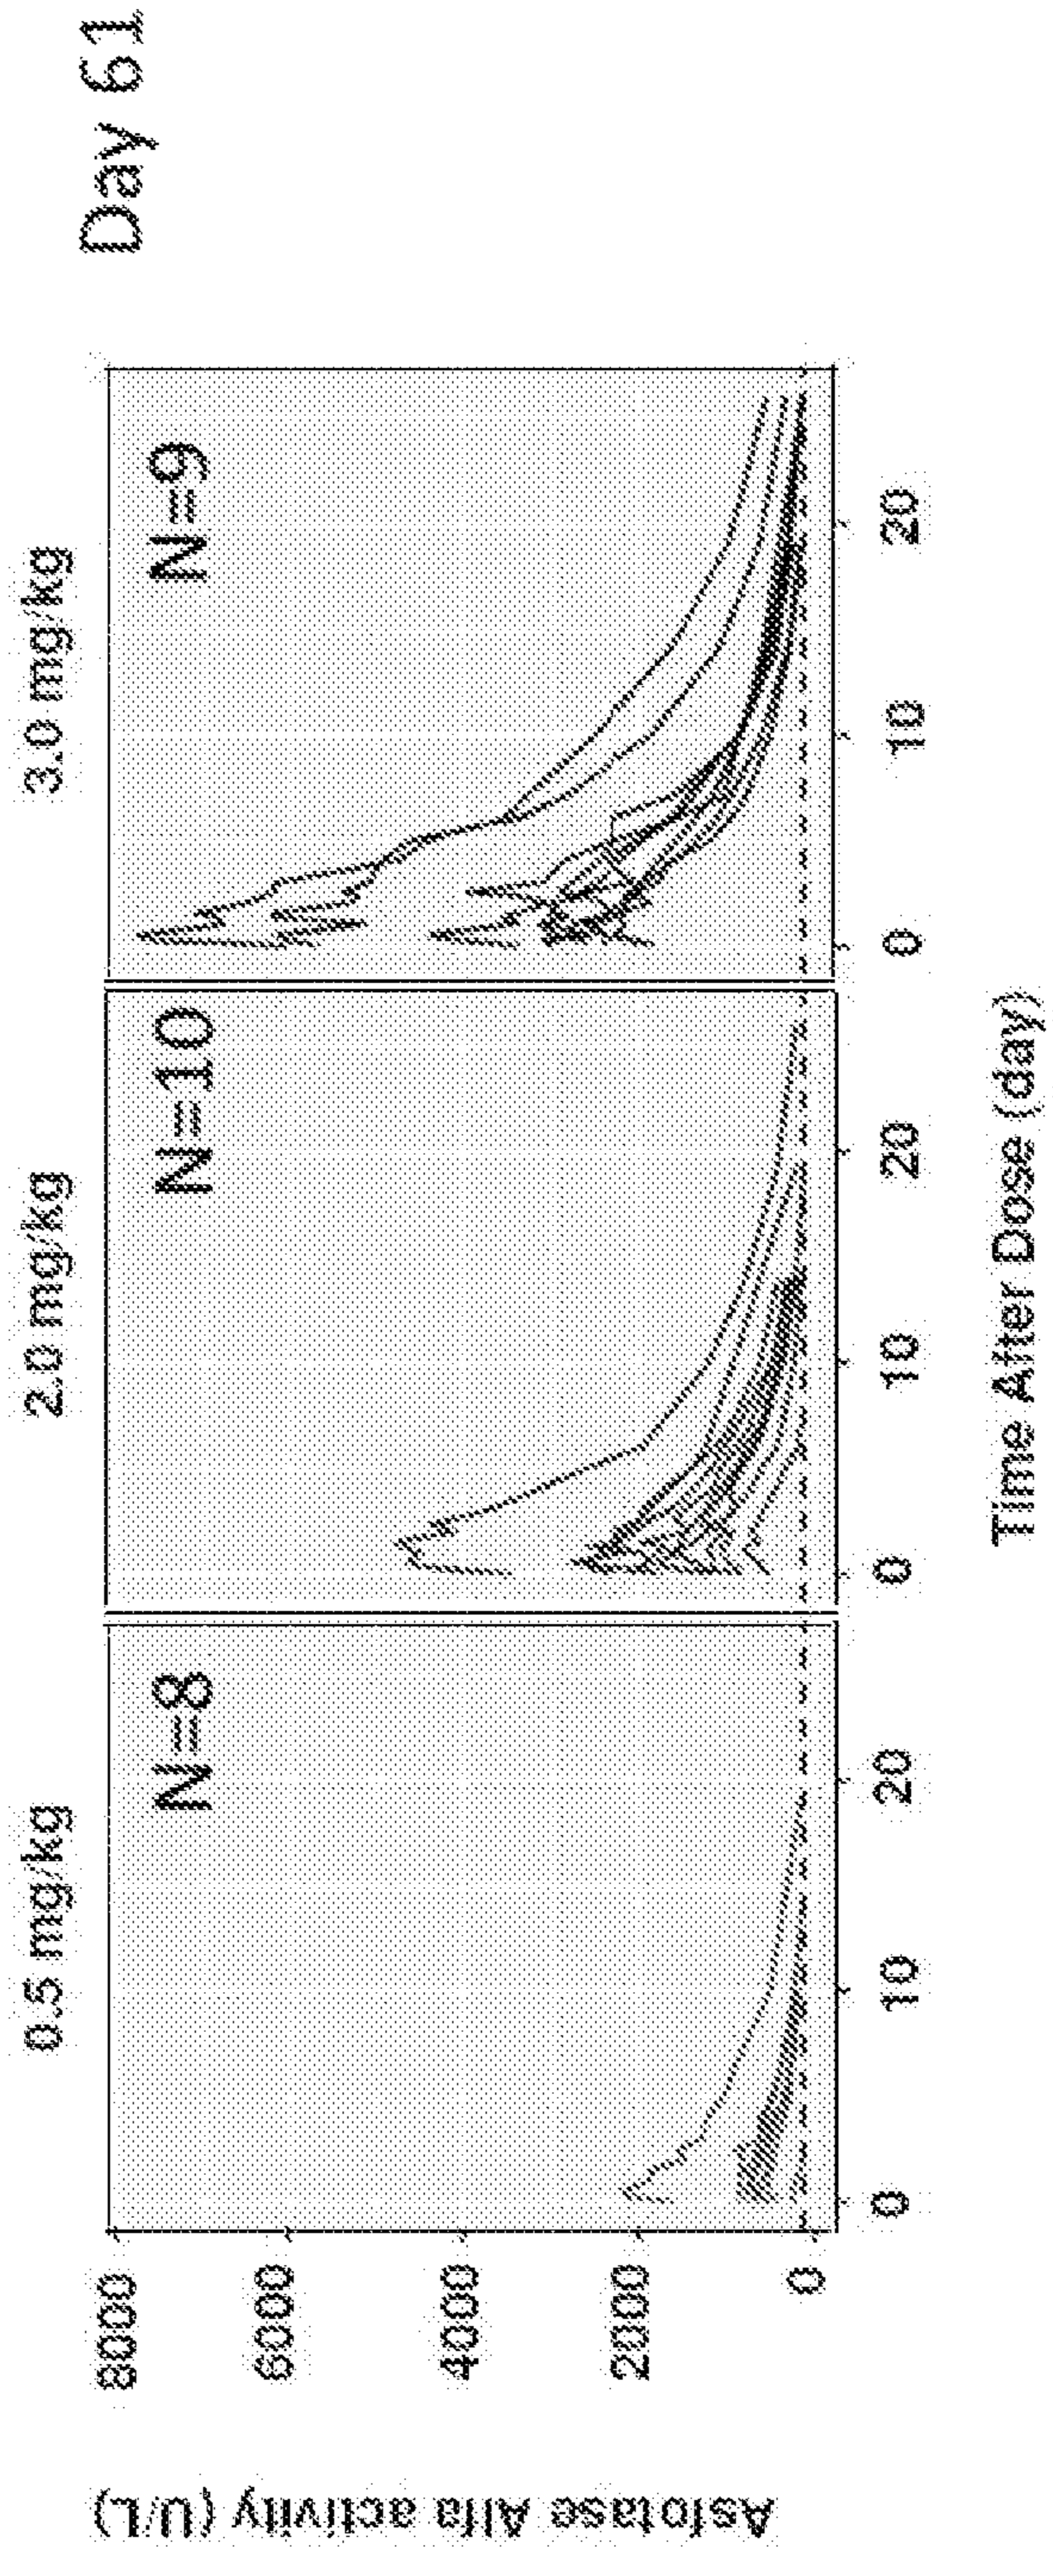 Day 61
0.5 mg/kg
2.0 mg/kg
3.0 mg/kg
N=8
N=10
N=9
Asfotase Alfa activity (U/L)
8000
6000
4000
2000
0
0
10
20
0
10
20
0
10
20
Time After Dose (day)